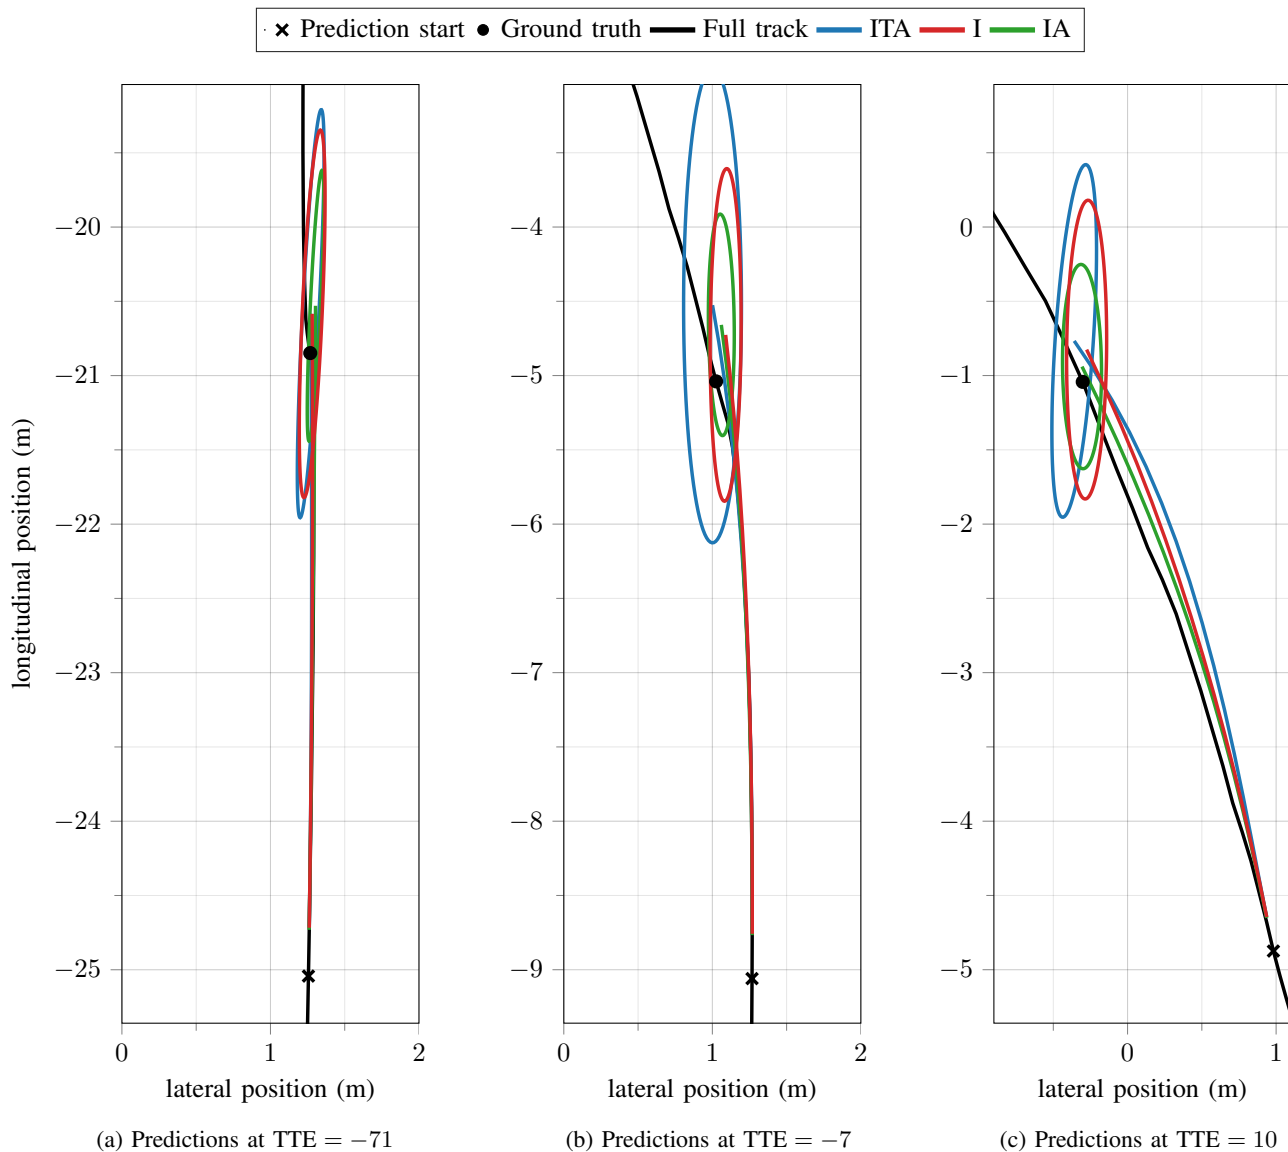 Prediction start Ground truth Full track ITA I IA
longitudinal position (m)
−20
−21
−22
−23
−24
−25
0 1 2
lateral position (m)
(a) Predictions at TTE = −71
−4
−5
−6
−7
−8
−9
0 1 2
lateral position (m)
(b) Predictions at TTE = −7
0
−1
−2
−3
−4
−5
0 1
lateral position (m)
(c) Predictions at TTE = 10